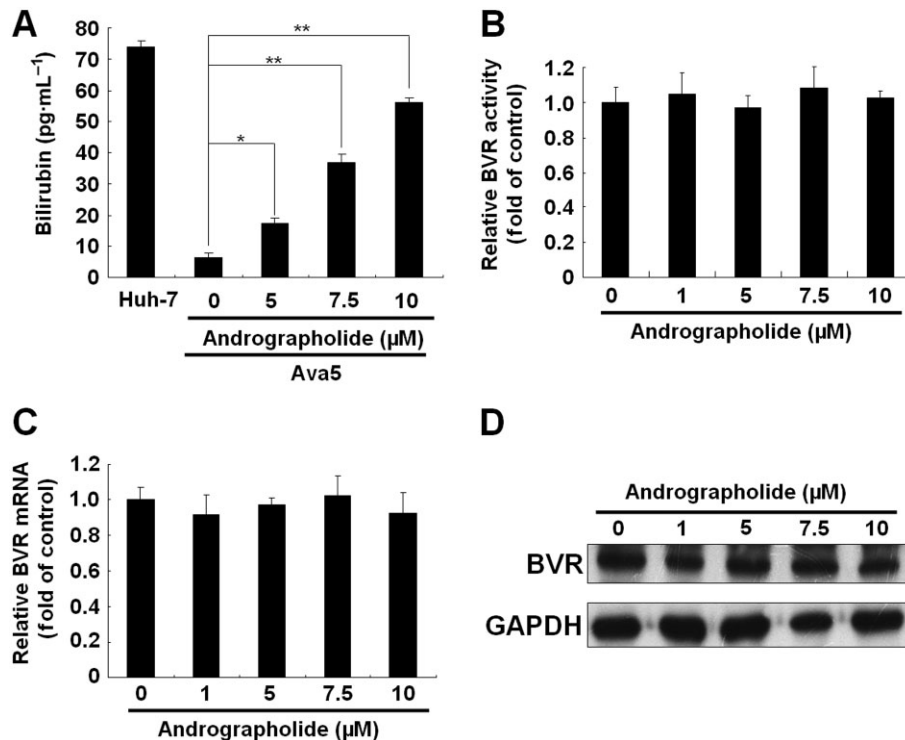 A
Bilirubin (pg·mL⁻¹)
80
70
60
50
40
30
20
10
0
**
**
*
Huh-7 0 5 7.5 10
Andrographolide (µM)
Ava5
B
Relative BVR activity
(fold of control)
1.2
1.0
0.8
0.6
0.4
0.2
0
0 1 5 7.5 10
Andrographolide (µM)
C
Relative BVR mRNA
(fold of control)
1.2
1.0
0.8
0.6
0.4
0.2
0
0 1 5 7.5 10
Andrographolide (µM)
D
Andrographolide (µM)
0 1 5 7.5 10
BVR
GAPDH